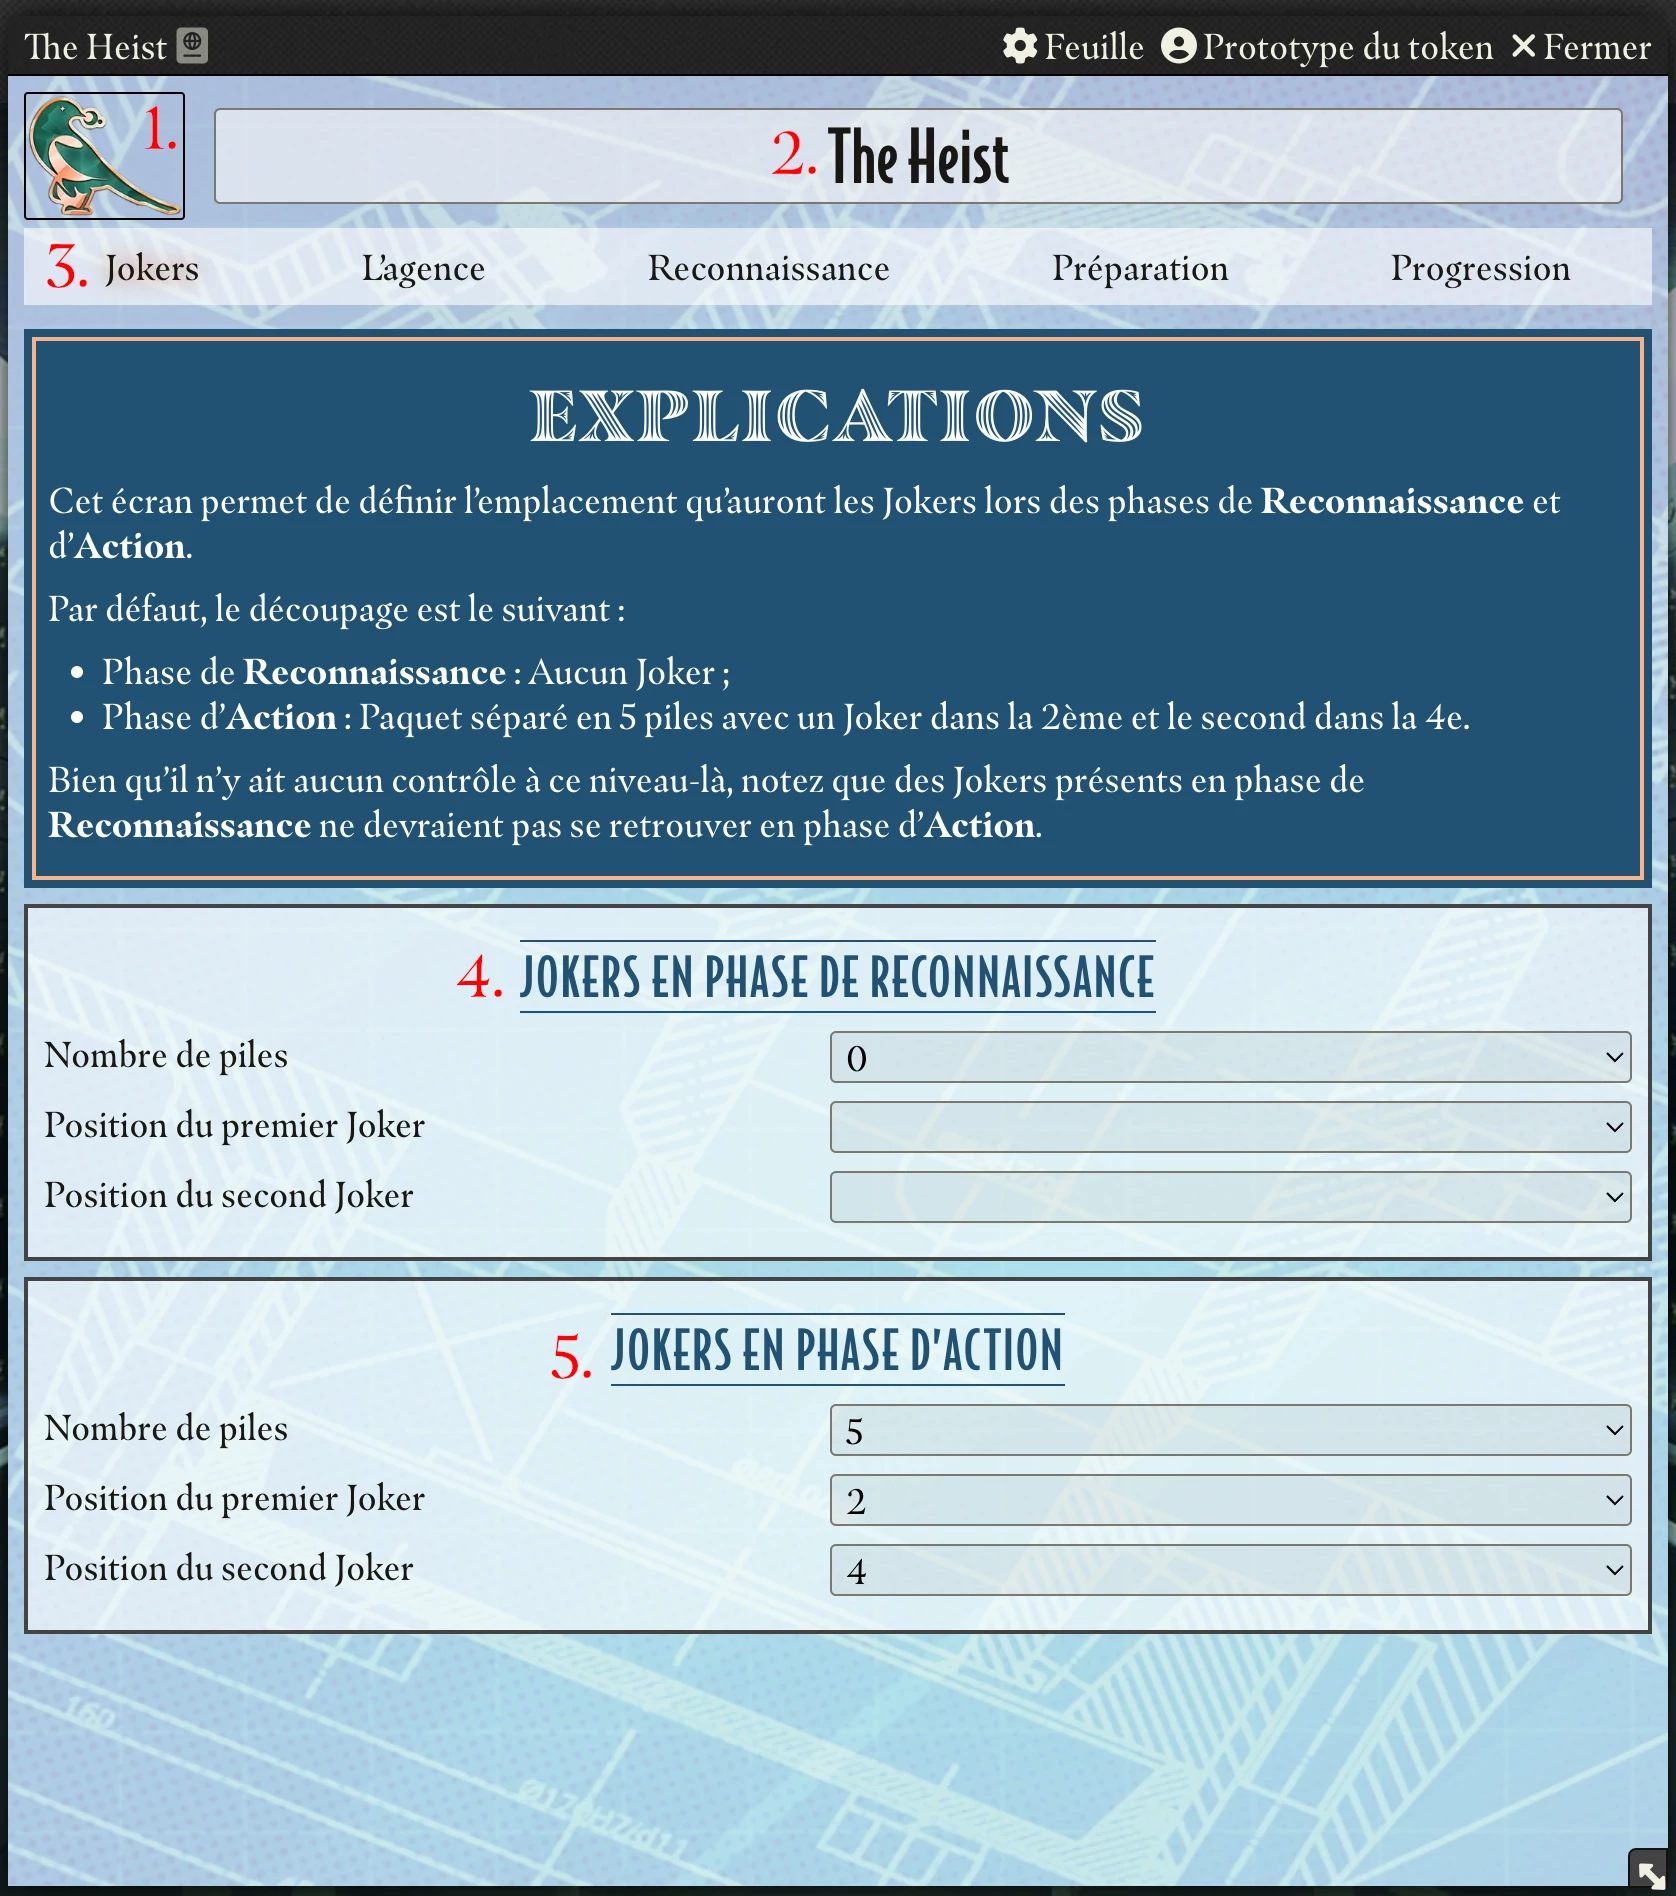 The Heist
Feuille Prototype du token Fermer
1.
2. The Heist
3. Jokers L'agence Reconnaissance Préparation Progression
EXPLICATIONS
Cet écran permet de définir l'emplacement qu'auront les Jokers lors des phases de Reconnaissance et
d'Action.
Par défaut, le découpage est le suivant :
• Phase de Reconnaissance : Aucun Joker ;
• Phase d'Action : Paquet séparé en 5 piles avec un Joker dans la 2ème et le second dans la 4e.
Bien qu'il n'y ait aucun contrôle à ce niveau-là, notez que des Jokers présents en phase de
Reconnaissance ne devraient pas se retrouver en phase d'Action.
4. JOKERS EN PHASE DE RECONNAISSANCE
Nombre de piles 0
Position du premier Joker
Position du second Joker
5. JOKERS EN PHASE D'ACTION
Nombre de piles 5
Position du premier Joker 2
Position du second Joker 4
160